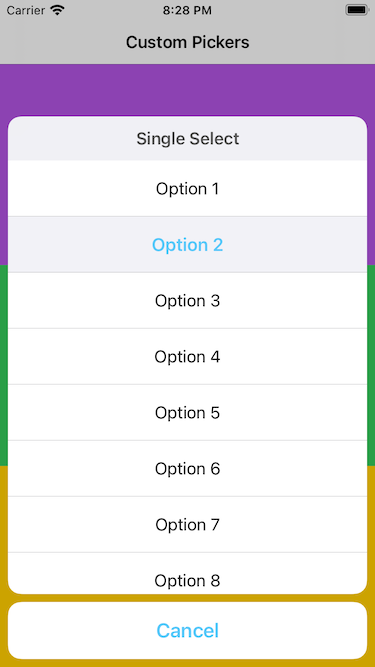 Carrier 8:28 PM
Custom Pickers
Single Select
Option 1
Option 2
Option 3
Option 4
Option 5
Option 6
Option 7
Option 8
Cancel